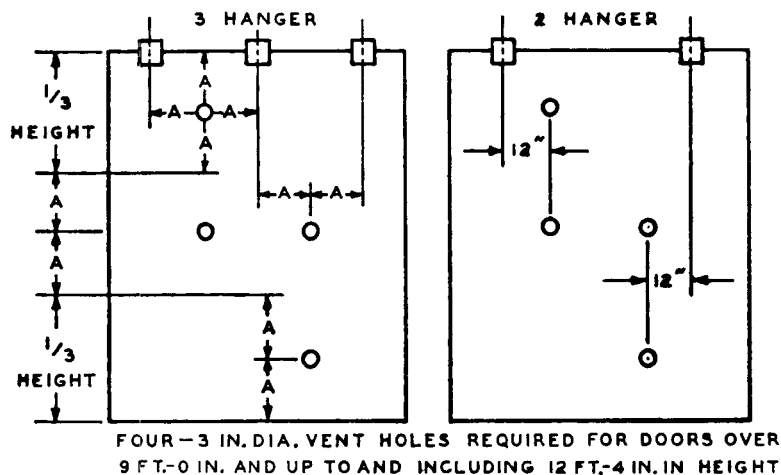 3 HANGER
2 HANGER
1/3
HEIGHT
A
A
A
A
A
A
A
A
12"
A
A
12"
1/3
HEIGHT
A
A
FOUR-3 IN. DIA. VENT HOLES REQUIRED FOR DOORS OVER
9 FT.-0 IN. AND UP TO AND INCLUDING 12 FT.-4 IN. IN HEIGHT